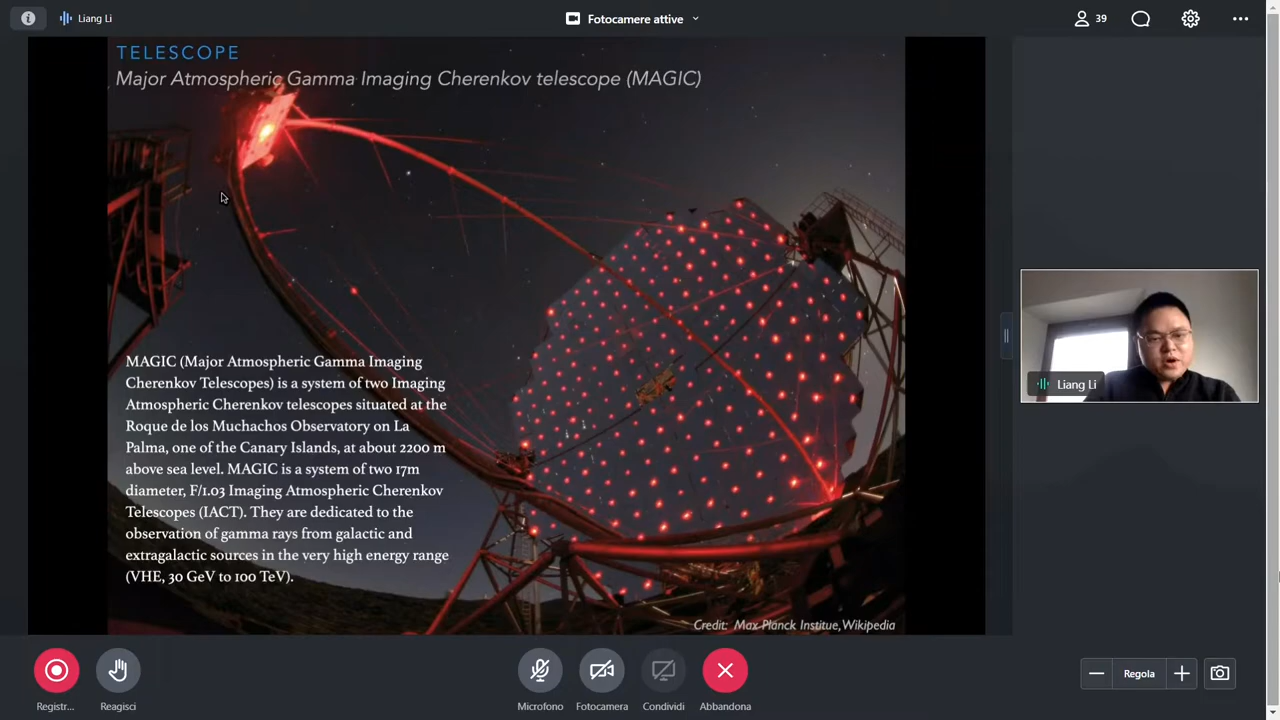 Liang Li
Fotocamere attive
39
TELESCOPE
Major Atmospheric Gamma Imaging Cherenkov telescope (MAGIC)
MAGIC (Major Atmospheric Gamma Imaging
Cherenkov Telescopes) is a system of two Imaging
Atmospheric Cherenkov telescopes situated at the
Roque de los Muchachos Observatory on La
Palma, one of the Canary Islands, at about 2200 m
above sea level. MAGIC is a system of two 17m
diameter, F/1.03 Imaging Atmospheric Cherenkov
Telescopes (IACT). They are dedicated to the
observation of gamma rays from galactic and
extragalactic sources in the very high energy range
(VHE, 30 GeV to 100 TeV).
Credit: Max Planck Institue, Wikipedia
Liang Li
Registr...
Reagisci
Microfono
Fotocamera
Condividi
Abbandona
Regola